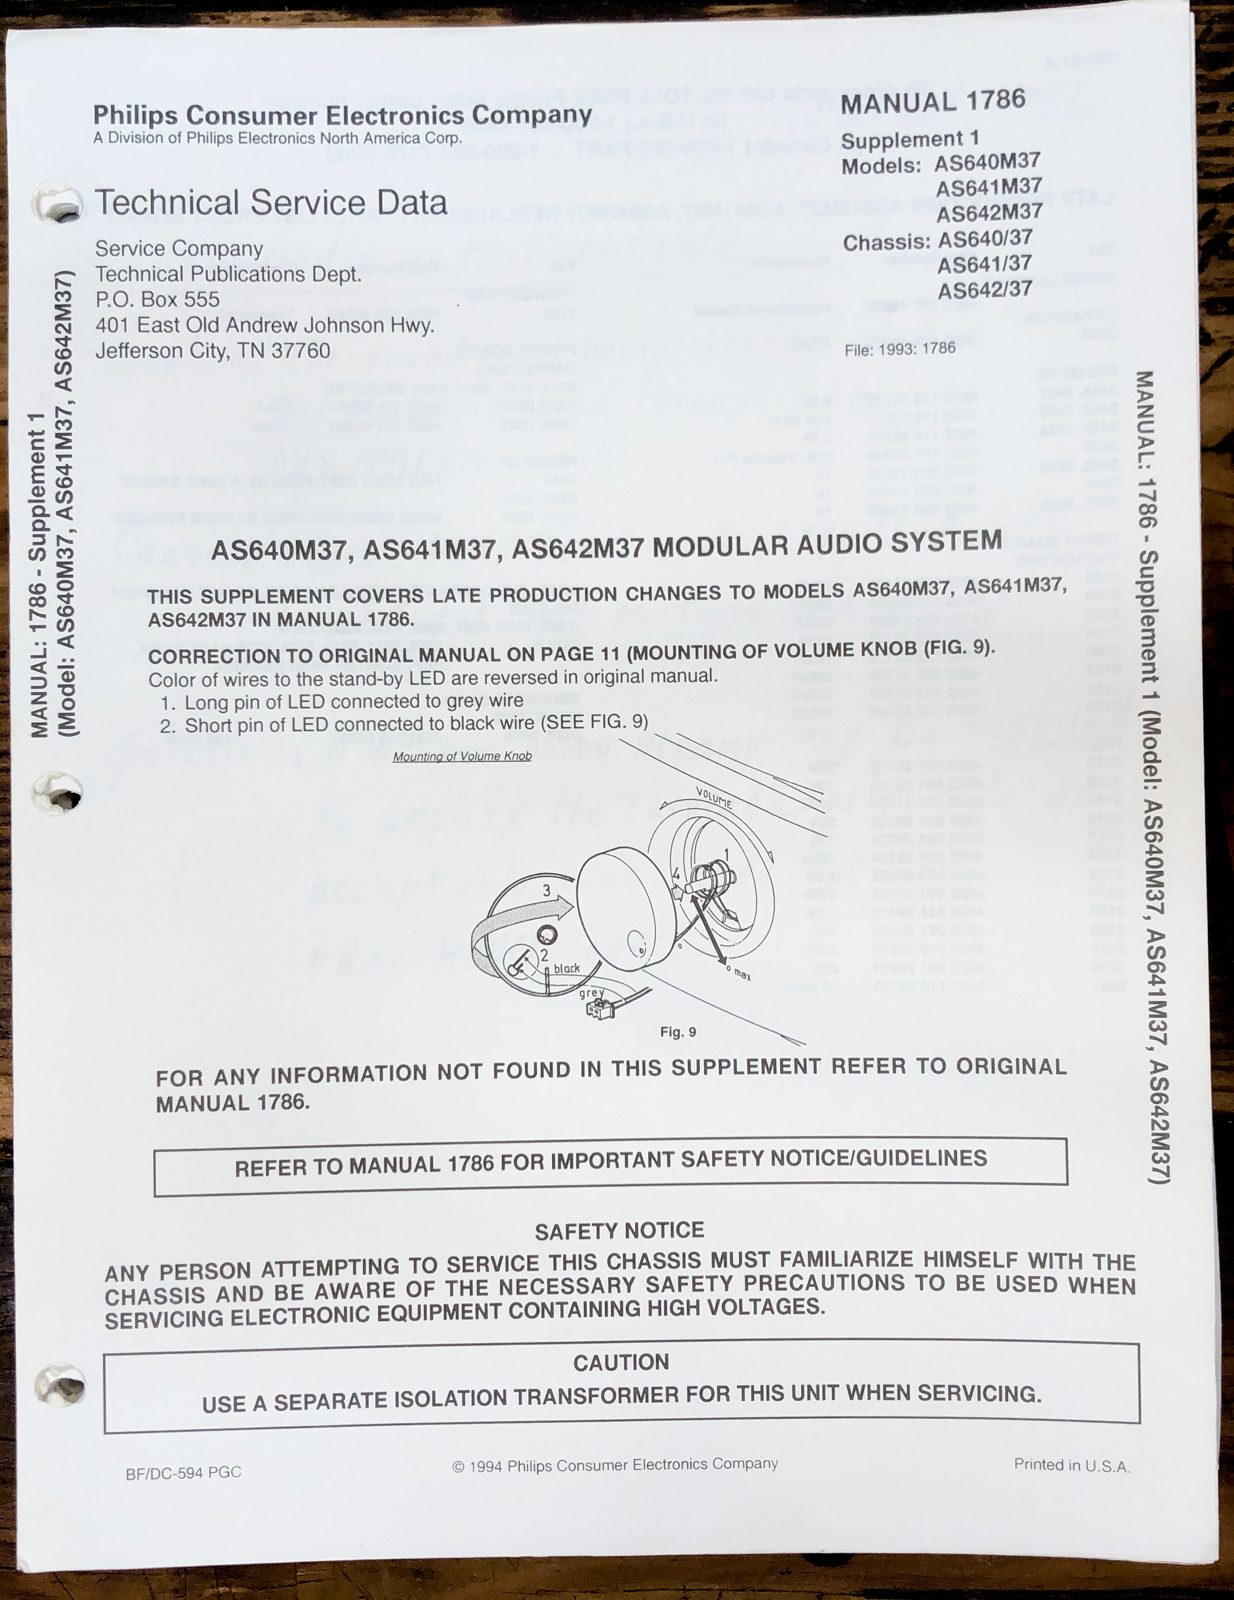 Philips Consumer Electronics Company
A Division of Philips Electronics North America Corp.
Technical Service Data
Service Company
Technical Publications Dept.
P.O. Box 555
401 East Old Andrew Johnson Hwy.
Jefferson City, TN 37760
MANUAL 1786
Supplement 1
Models: AS640M37
AS641M37
AS642M37
Chassis: AS640/37
AS641/37
AS642/37
File: 1993: 1786
MANUAL: 1786 - Supplement 1
(Model: AS640M37, AS641M37, AS642M37)
MANUAL: 1786 - Supplement 1 (Model: AS640M37, AS641M37, AS642M37)
AS640M37, AS641M37, AS642M37 MODULAR AUDIO SYSTEM
THIS SUPPLEMENT COVERS LATE PRODUCTION CHANGES TO MODELS AS640M37, AS641M37,
AS642M37 IN MANUAL 1786.
CORRECTION TO ORIGINAL MANUAL ON PAGE 11 (MOUNTING OF VOLUME KNOB (FIG. 9).
Color of wires to the stand-by LED are reversed in original manual.
1. Long pin of LED connected to grey wire
2. Short pin of LED connected to black wire (SEE FIG. 9)
Mounting of Volume Knob
VOLUME
1
4
3
2
black
grey
max
Fig. 9
FOR ANY INFORMATION NOT FOUND IN THIS SUPPLEMENT REFER TO ORIGINAL
MANUAL 1786.
REFER TO MANUAL 1786 FOR IMPORTANT SAFETY NOTICE/GUIDELINES
SAFETY NOTICE
ANY PERSON ATTEMPTING TO SERVICE THIS CHASSIS MUST FAMILIARIZE HIMSELF WITH THE
CHASSIS AND BE AWARE OF THE NECESSARY SAFETY PRECAUTIONS TO BE USED WHEN
SERVICING ELECTRONIC EQUIPMENT CONTAINING HIGH VOLTAGES.
CAUTION
USE A SEPARATE ISOLATION TRANSFORMER FOR THIS UNIT WHEN SERVICING.
BF/DC-594 PGC
© 1994 Philips Consumer Electronics Company
Printed in U.S.A.